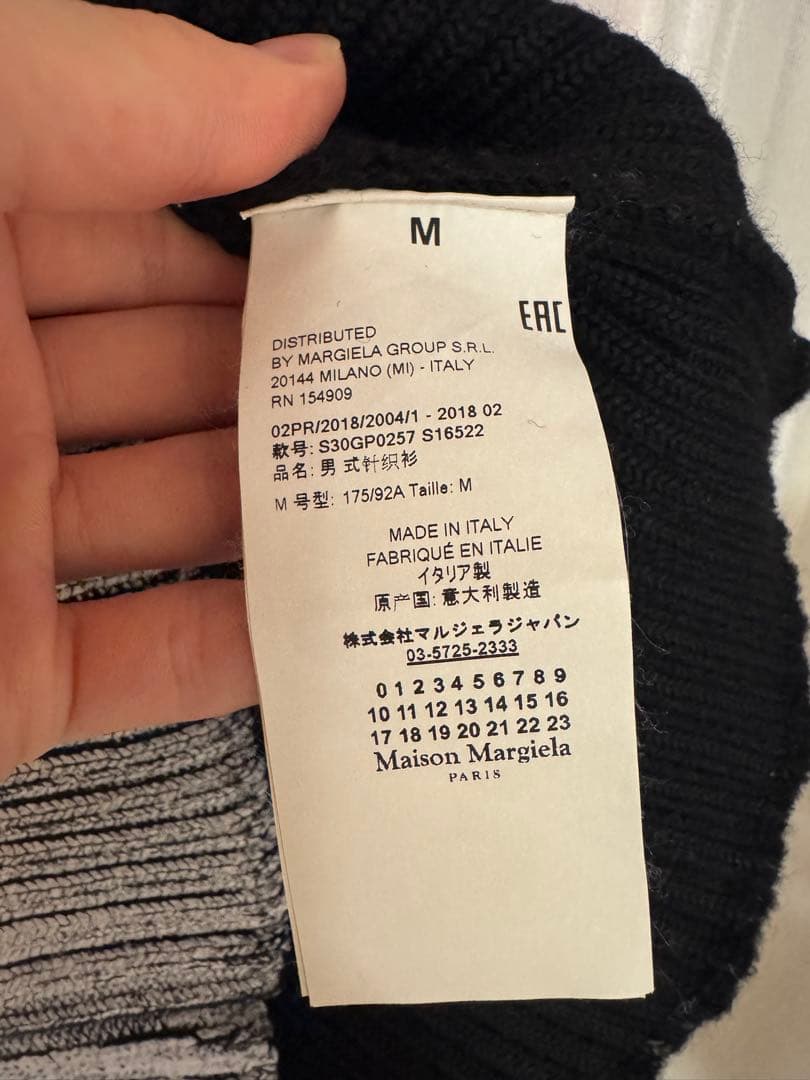 M
EAC
DISTRIBUTED
BY MARGIELA GROUP S.R.L.
20144 MILANO (MI) - ITALY
RN 154909
02PR/2018/2004/1 - 2018 02
款号: S30GP0257 S16522
品名: 男 式针织衫
M 号型: 175/92A Taille: M
MADE IN ITALY
FABRIQUÉ EN ITALIE
イタリア製
原产国: 意大利製造
株式会社マルジェラジャパン
03-5725-2333
0 1 2 3 4 5 6 7 8 9
10 11 12 13 14 15 16
17 18 19 20 21 22 23
Maison Margiela
PARIS